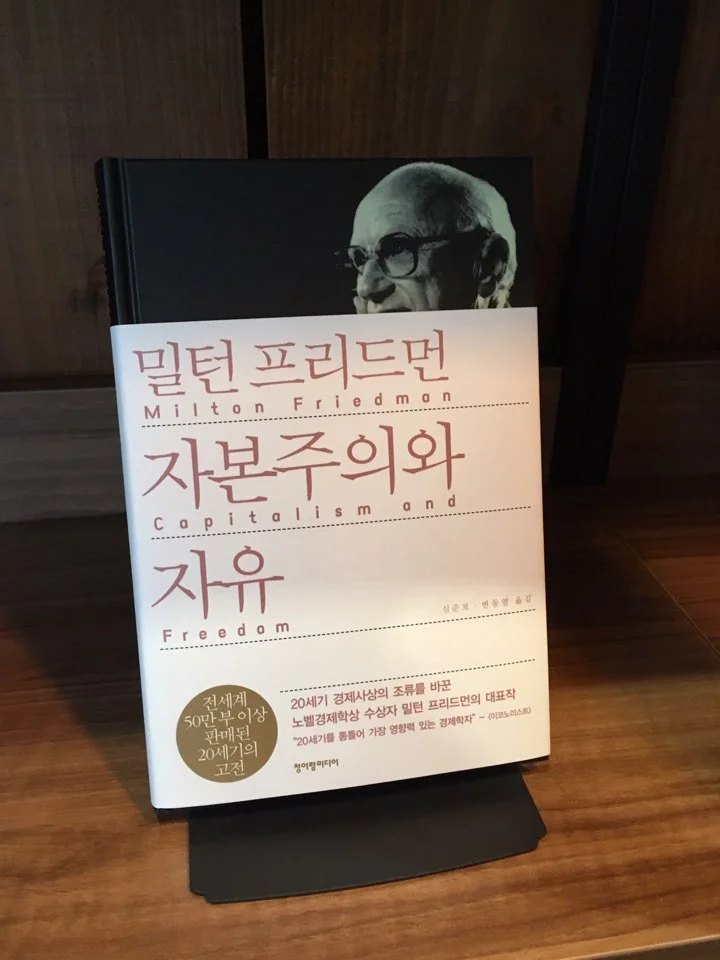 밀턴 프리드먼
Milton Friedman
자본주의와
Capitalism and
자유
Freedom
심준보 · 변동열 옮김
전세계
50만 부 이상
판매된
20세기의
고전
20세기 경제사상의 조류를 바꾼
노벨경제학상 수상자 밀턴 프리드먼의 대표작
“20세기를 통틀어 가장 영향력 있는 경제학자” – 〈이코노미스트〉
청어람미디어